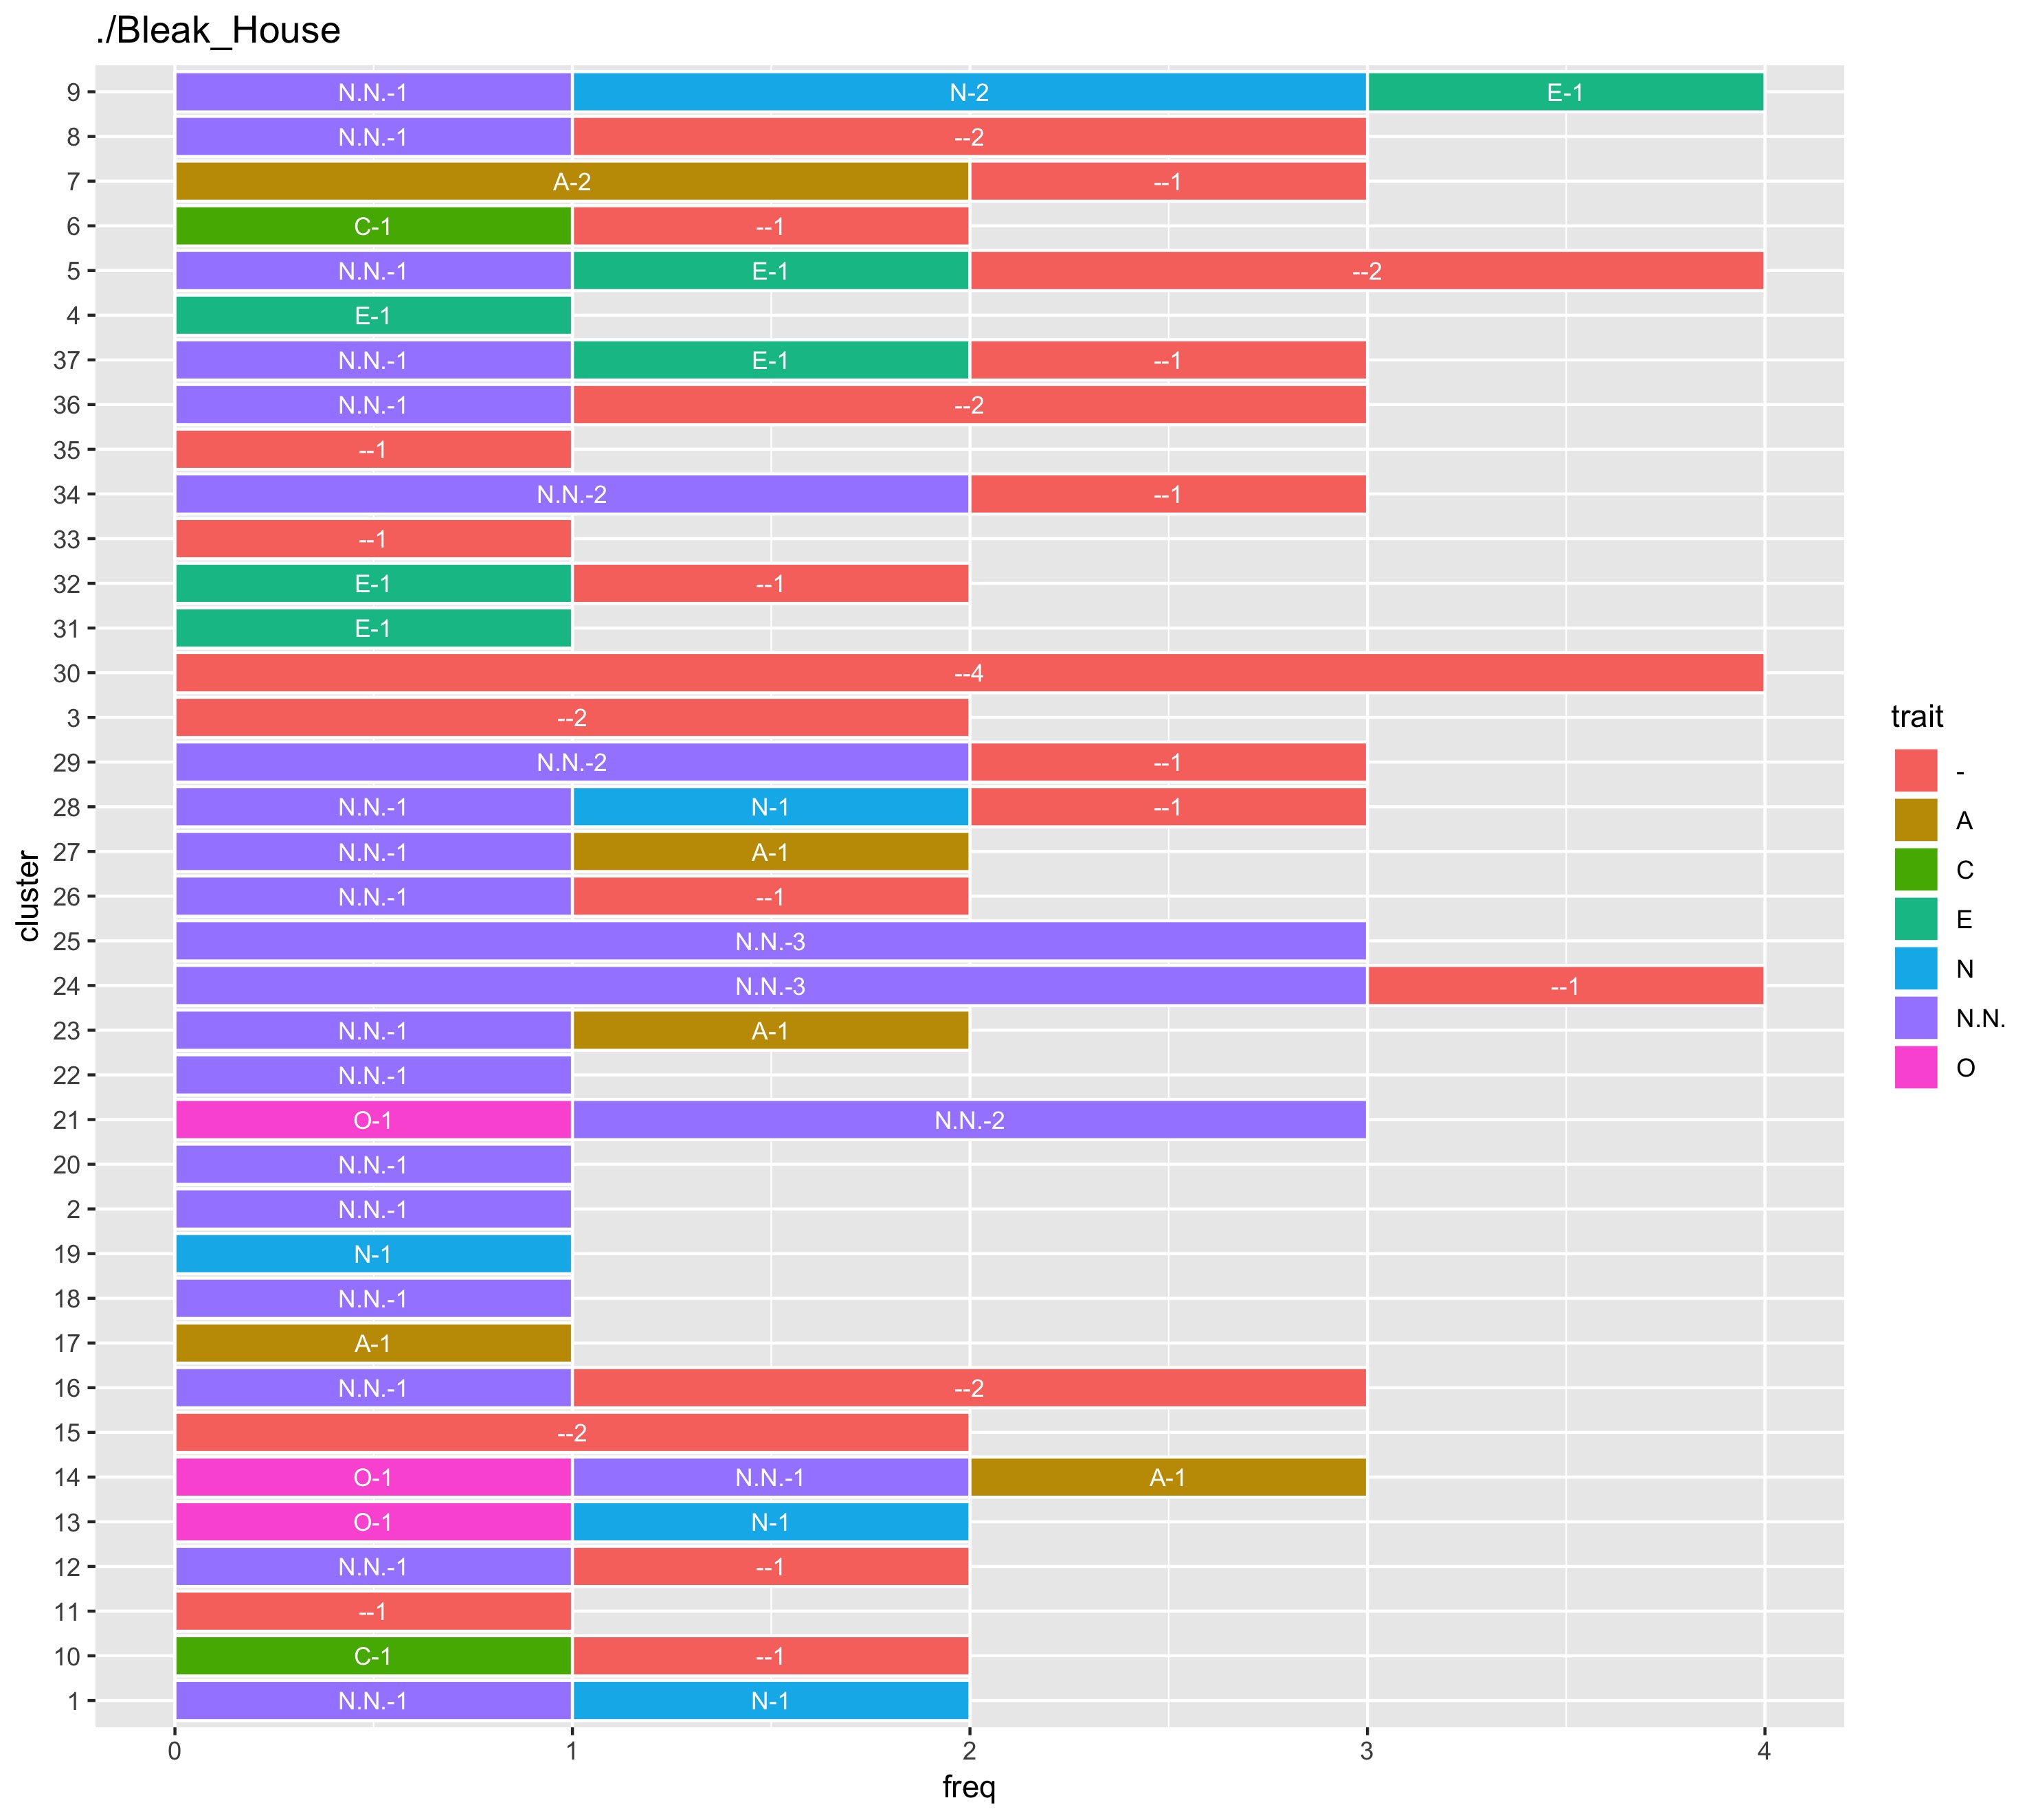 ./Bleak_House
9 N.N.-1 N-2 E-1
8 N.N.-1 --2
7 A-2 --1
6 C-1 --1
5 N.N.-1 E-1 --2
4 E-1
37 N.N.-1 E-1 --1
36 N.N.-1 --2
35 --1
34 N.N.-2 --1
33 --1
32 E-1 --1
31 E-1
30 --4
3 --2
29 N.N.-2 --1
28 N.N.-1 N-1 --1
27 N.N.-1 A-1
26 N.N.-1 --1
25 N.N.-3
24 N.N.-3 --1
23 N.N.-1 A-1
22 N.N.-1
21 O-1 N.N.-2
20 N.N.-1
2 N.N.-1
19 N-1
18 N.N.-1
17 A-1
16 N.N.-1 --2
15 --2
14 O-1 N.N.-1 A-1
13 O-1 N-1
12 N.N.-1 --1
11 --1
10 C-1 --1
1 N.N.-1 N-1
0 1 2 3 4
freq
cluster
trait
-
A
C
E
N
N.N.
O